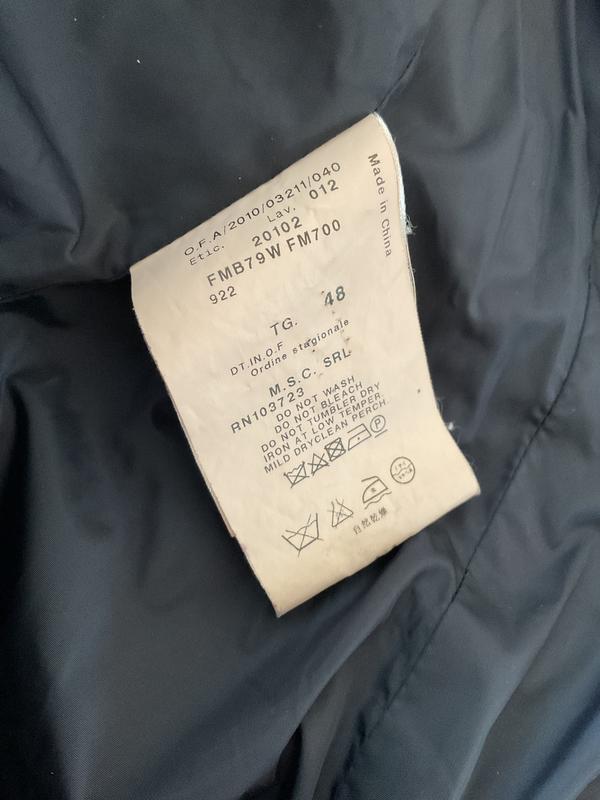 O.F.A/2010/03211/040
Etic. Lav. 012
20102
FMB79W FM700
922
TG. 48
DT.IN.O.F
Ordine stagionale
M.S.C. SRL
RN103723
DO NOT WASH
DO NOT BLEACH
DO NOT TUMBLER DRY
IRON AT LOW TEMPER.
MILD DRYCLEAN PERCH.
P
自然乾燥
Made in China